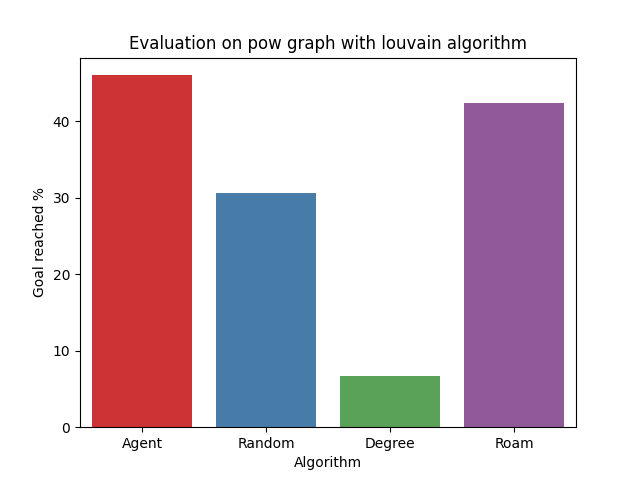 Evaluation on pow graph with louvain algorithm
Goal reached %
40
30
20
10
0
Agent Random Degree Roam
Algorithm